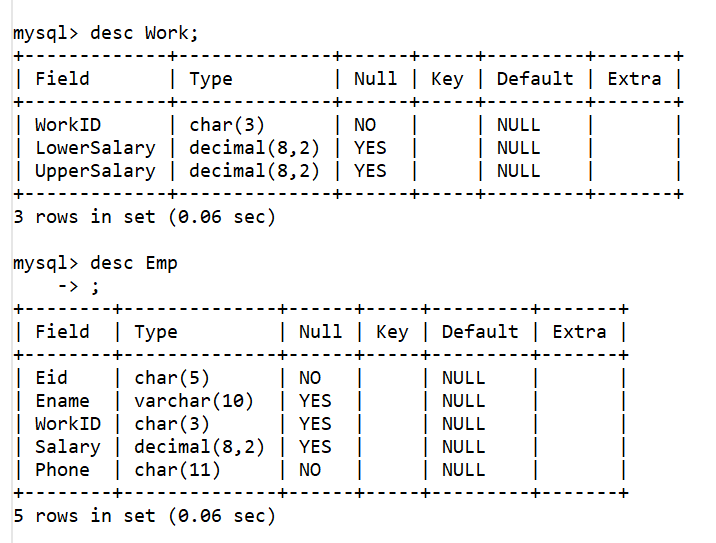 mysql> desc Work;
+-------------+--------------+------+-----+---------+-------+
| Field       | Type         | Null | Key | Default | Extra |
+-------------+--------------+------+-----+---------+-------+
| WorkID      | char(3)      | NO   |     | NULL    |       |
| LowerSalary | decimal(8,2) | YES  |     | NULL    |       |
| UpperSalary | decimal(8,2) | YES  |     | NULL    |       |
+-------------+--------------+------+-----+---------+-------+
3 rows in set (0.06 sec)
mysql> desc Emp
    -> ;
+--------+--------------+------+-----+---------+-------+
| Field  | Type         | Null | Key | Default | Extra |
+--------+--------------+------+-----+---------+-------+
| Eid    | char(5)      | NO   |     | NULL    |       |
| Ename  | varchar(10)  | YES  |     | NULL    |       |
| WorkID | char(3)      | YES  |     | NULL    |       |
| Salary | decimal(8,2) | YES  |     | NULL    |       |
| Phone  | char(11)     | NO   |     | NULL    |       |
+--------+--------------+------+-----+---------+-------+
5 rows in set (0.06 sec)